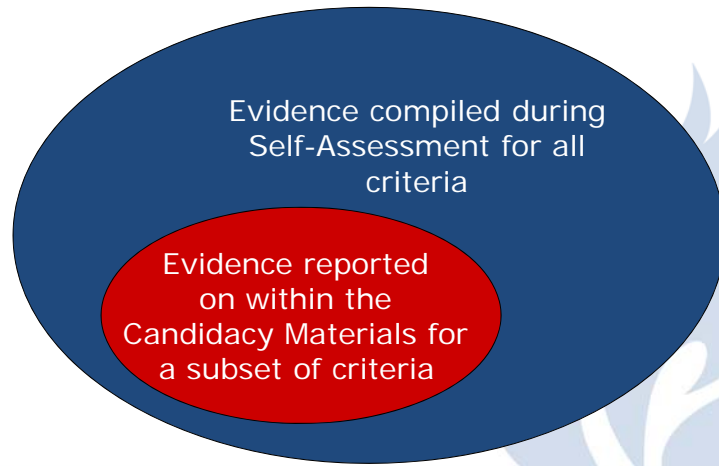 Evidence compiled during
Self-Assessment for all
criteria
Evidence reported
on within the
Candidacy Materials for
a subset of criteria